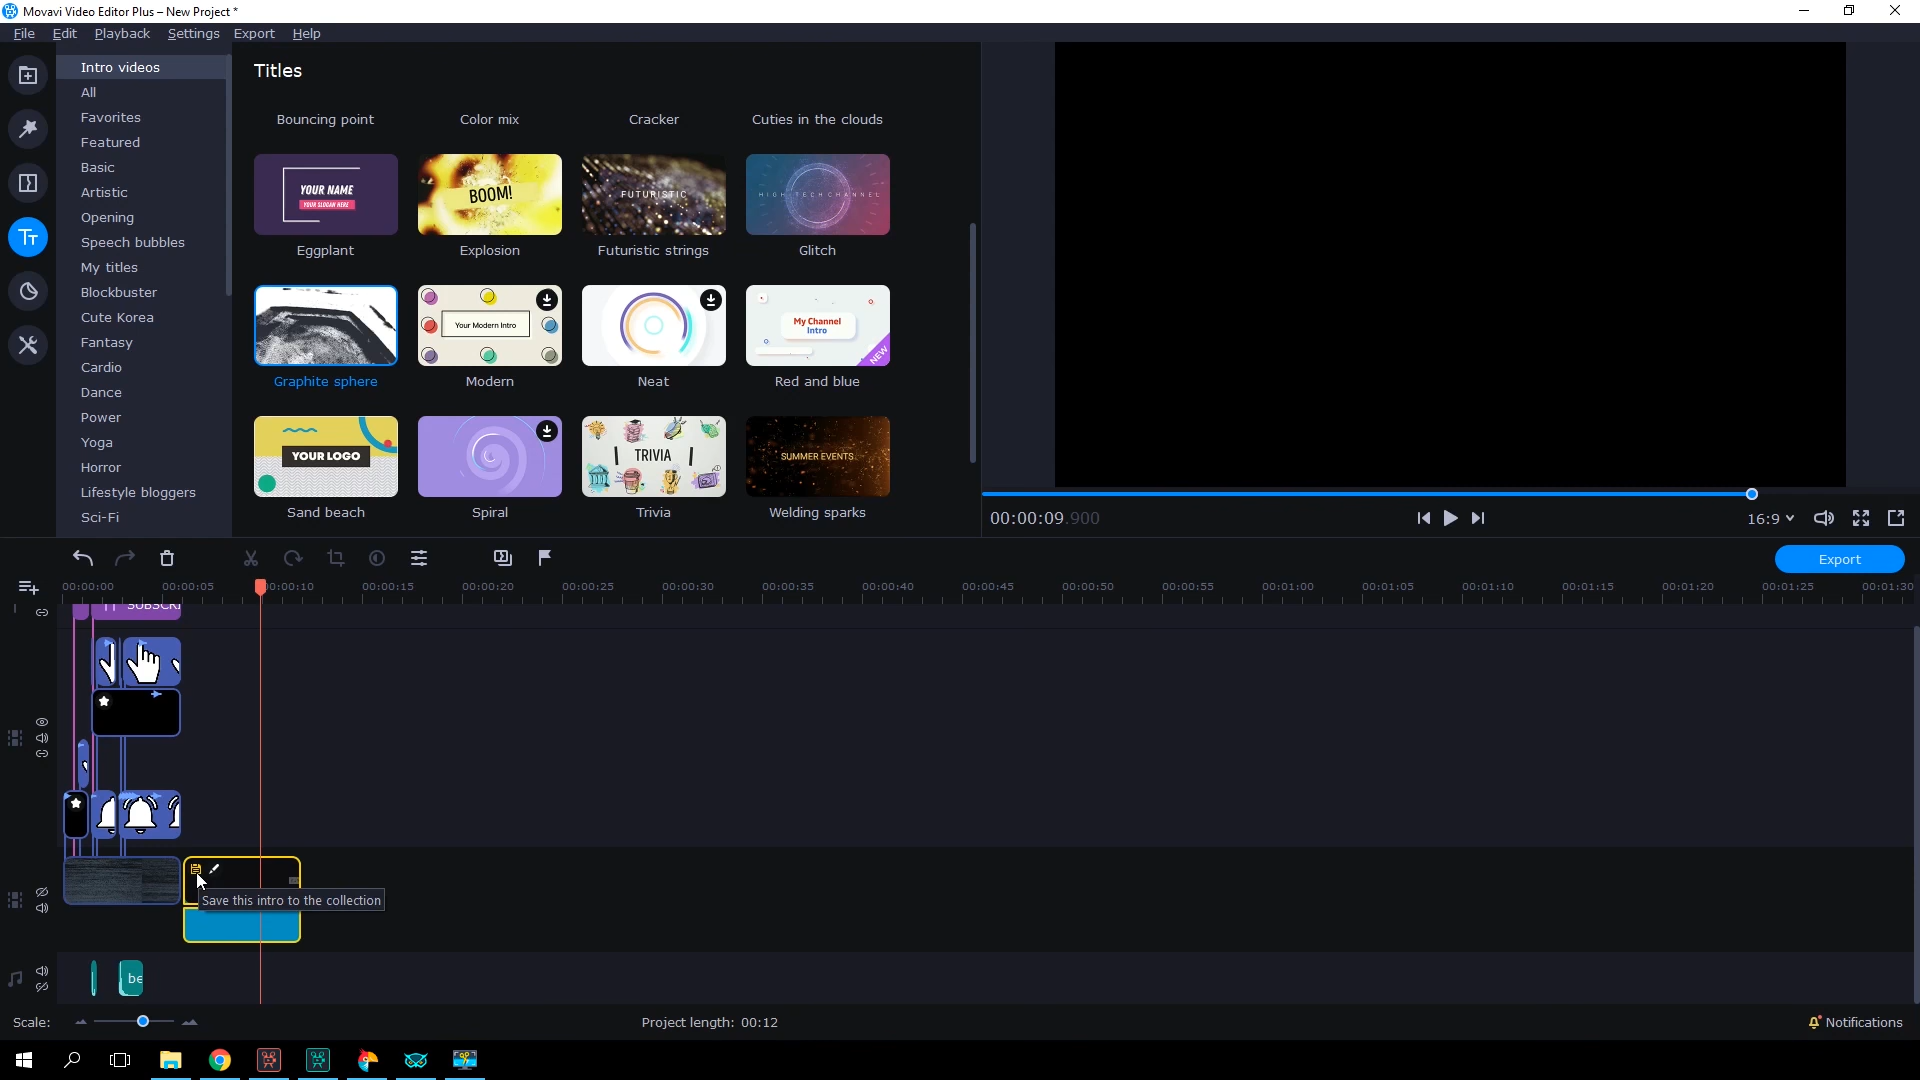 Movavi Video Editor Plus – New Project *
File Edit Playback Settings Export Help
Intro videos
All
Favorites
Featured
Basic
Artistic
Opening
Speech bubbles
My titles
Blockbuster
Cute Korea
Fantasy
Cardio
Dance
Power
Yoga
Horror
Lifestyle bloggers
Sci-Fi
Titles
Bouncing point Color mix Cracker Cuties in the clouds
YOUR NAME
YOUR SLOGAN HERE
BOOM!
FUTURISTIC
HIGH TECH CHANNEL
Eggplant Explosion Futuristic strings Glitch
Your Modern Intro
My Channel
Intro
NEW
Graphite sphere Modern Neat Red and blue
YOUR LOGO
TRIVIA
SUMMER EVENTS
Sand beach Spiral Trivia Welding sparks
00:00:09.900
16:9
Export
00:00:00 00:00:05 00:00:10 00:00:15 00:00:20 00:00:25 00:00:30 00:00:35 00:00:40 00:00:45 00:00:50 00:00:55 00:01:00 00:01:05 00:01:10 00:01:15 00:01:20 00:01:25 00:01:30
SUBSCRI
Save this intro to the collection
be
Scale:
Project length: 00:12
Notifications